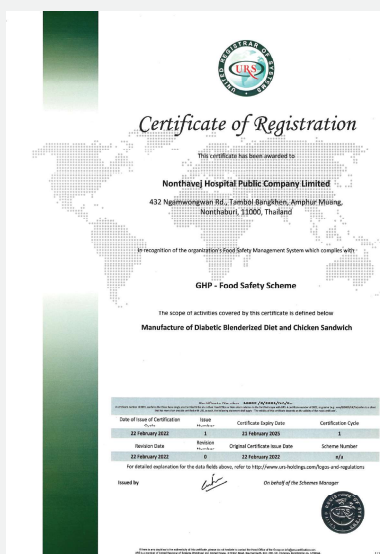 UNITED REGISTRAR OF SYSTEMS
URS
Certificate of Registration
This certificate has been awarded to
Nonthavej Hospital Public Company Limited
432 Ngamwongwan Rd., Tambol Bangkhen, Amphur Muang,
Nonthaburi, 11000, Thailand
in recognition of the organization's Food Safety Management System which complies with
GHP - Food Safety Scheme
The scope of activities covered by this certificate is defined below
Manufacture of Diabetic Blenderized Diet and Chicken Sandwich
Date of Issue of Certification Cycle
Issue Number
Certificate Expiry Date
Certification Cycle
22 February 2022
1
21 February 2025
1
Revision Date
Revision Number
Original Certificate Issue Date
Scheme Number
22 February 2022
0
22 February 2022
n/a
For detailed explanation for the data fields above, refer to http://www.urs-holdings.com/logos-and-regulations
Issued by
On behalf of the Schemes Manager